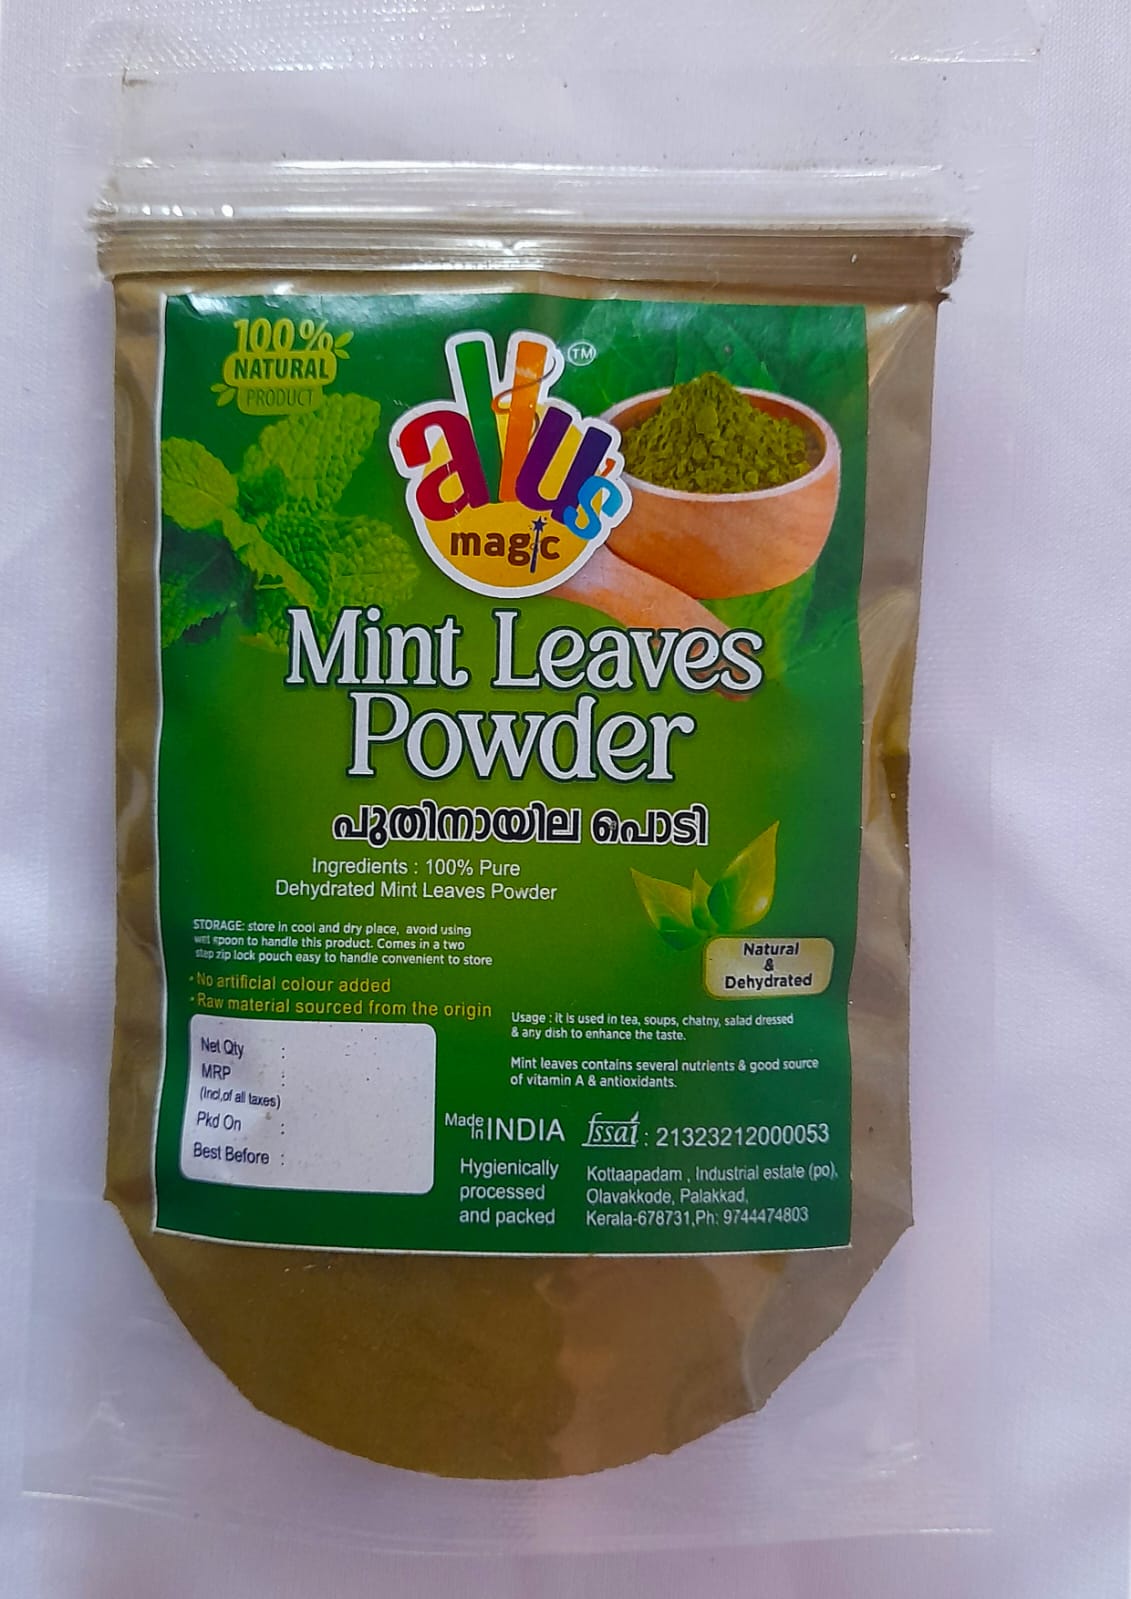 100%
NATURAL
PRODUCT
allu's
TM
magic
Mint Leaves
Powder
പുതിനായില പൊടി
Ingredients : 100% Pure
Dehydrated Mint Leaves Powder
STORAGE: store in cool and dry place, avoid using
wet spoon to handle this product. Comes in a two
step zip lock pouch easy to handle convenient to store
• No artificial colour added
• Raw material sourced from the origin
Natural
&
Dehydrated
Usage : it is used in tea, soups, chatny, salad dressed
& any dish to enhance the taste.
Mint leaves contains several nutrients & good source
of vitamin A & antioxidants.
Net Qty :
MRP :
(Incl,of all taxes)
Pkd On :
Best Before :
Made in INDIA
fssai : 21323212000053
Hygienically
processed
and packed
Kottaapadam , Industrial estate (po),
Olavakkode, Palakkad,
Kerala-678731,Ph: 9744474803